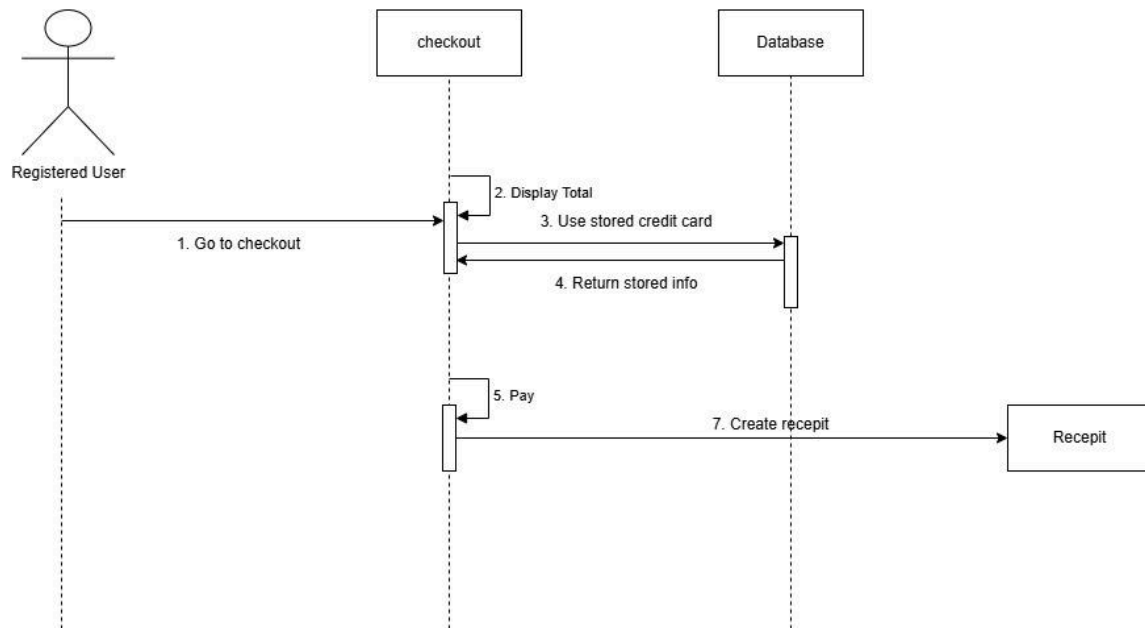 checkout
Database
Registered User
2. Display Total
3. Use stored credit card
1. Go to checkout
4. Return stored info
5. Pay
7. Create recepit
Recepit